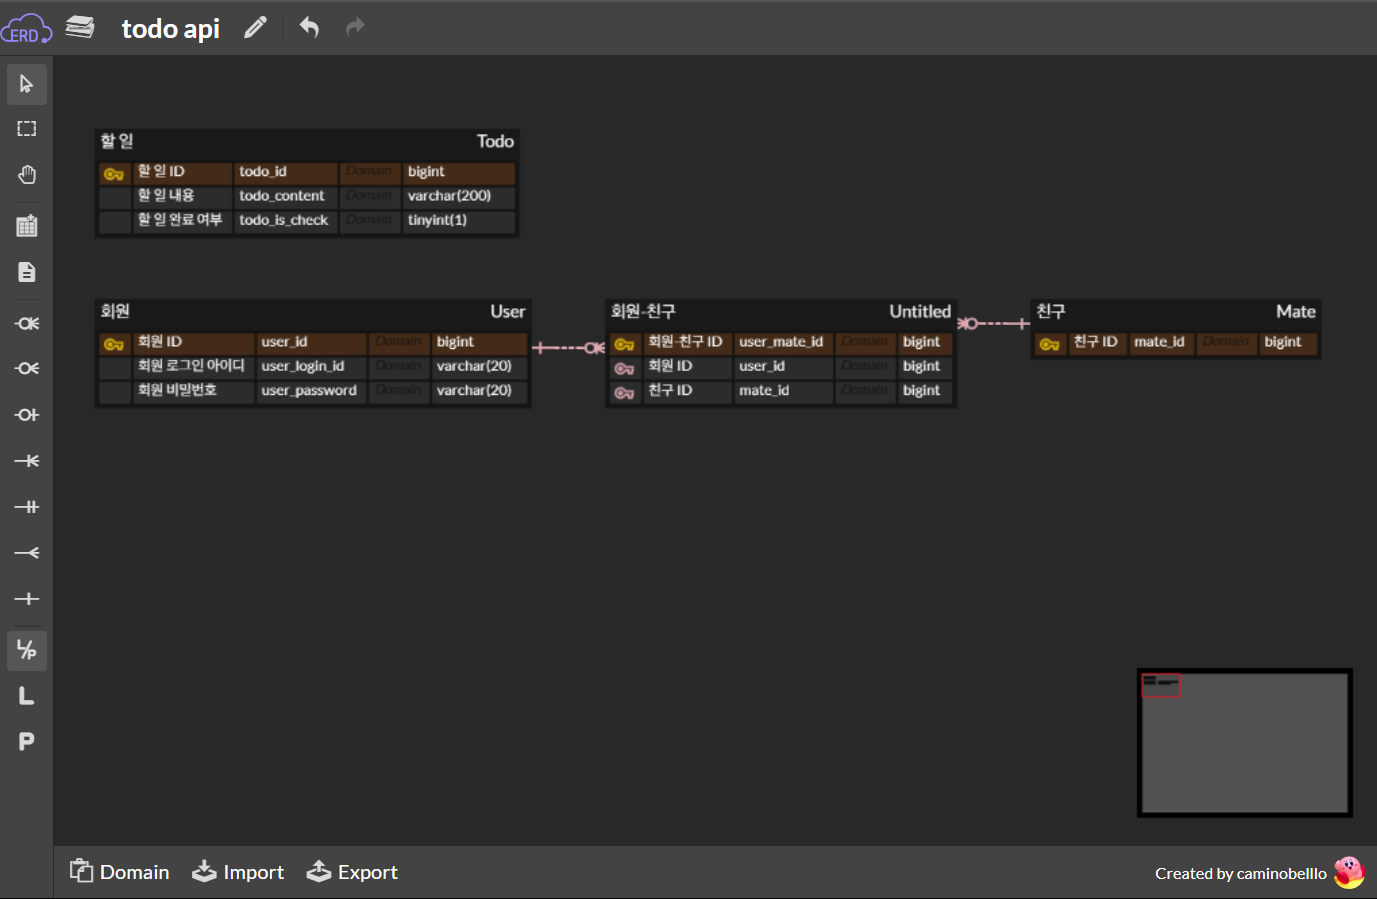 ERD
todo api
할 일 Todo
할 일 ID todo_id Domain bigint
할 일 내용 todo_content Domain varchar(200)
할 일 완료 여부 todo_is_check Domain tinyint(1)
회원 User
회원 ID user_id Domain bigint
회원 로그인 아이디 user_login_id Domain varchar(20)
회원 비밀번호 user_password Domain varchar(20)
회원-친구 Untitled
회원-친구 ID user_mate_id Domain bigint
회원 ID user_id Domain bigint
친구 ID mate_id Domain bigint
친구 Mate
친구 ID mate_id Domain bigint
L/P
L
P
Domain Import Export
Created by caminobelllo